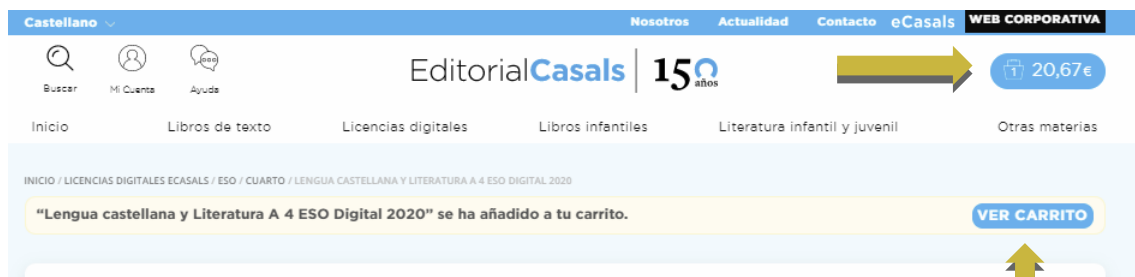 Castellano
Nosotros Actualidad Contacto eCasals WEB CORPORATIVA
Buscar Mi Cuenta Ayuda
EditorialCasals 150 años
1 20,67€
Inicio Libros de texto Licencias digitales Libros infantiles Literatura infantil y juvenil Otras materias
INICIO / LICENCIAS DIGITALES ECASALS / ESO / CUARTO / LENGUA CASTELLANA Y LITERATURA A 4 ESO DIGITAL 2020
“Lengua castellana y Literatura A 4 ESO Digital 2020” se ha añadido a tu carrito.
VER CARRITO